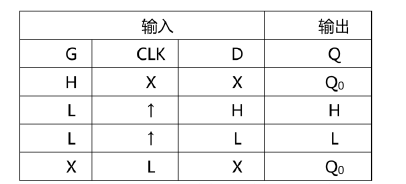 输入 输出
G CLK D Q
H X X Q₀
L ↑ H H
L ↑ L L
X L X Q₀